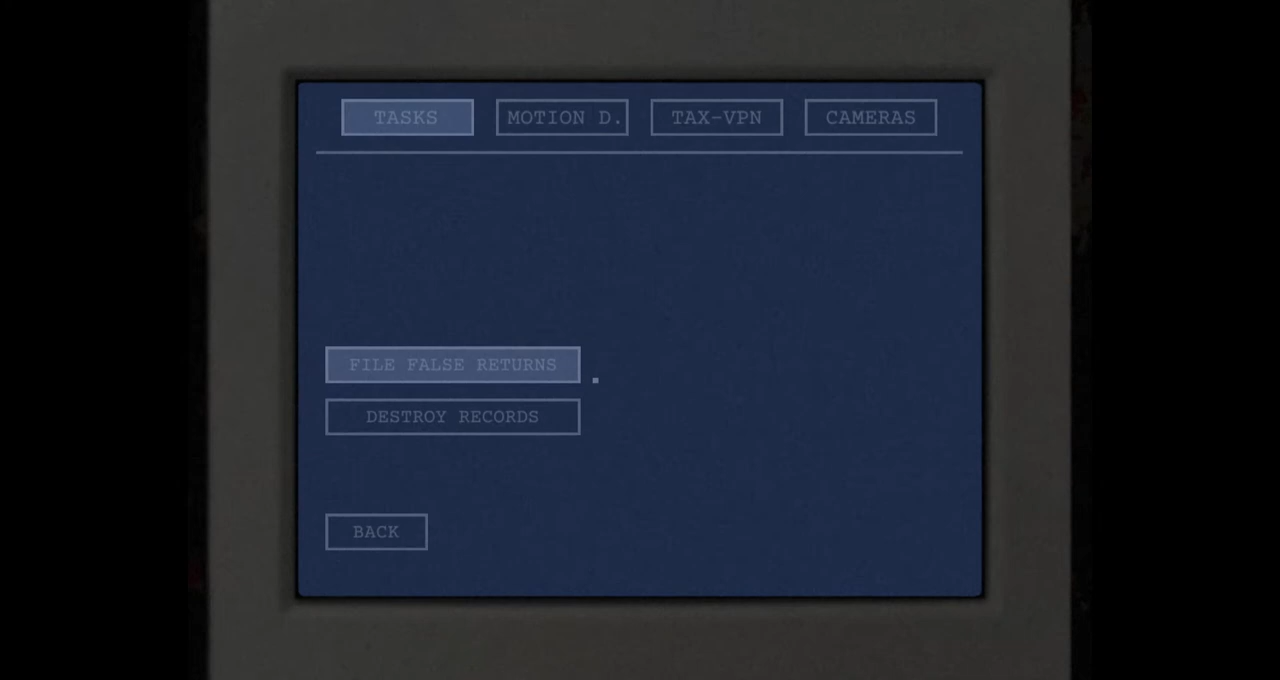 TASKS MOTION D. TAX-VPN CAMERAS
FILE FALSE RETURNS .
DESTROY RECORDS
BACK